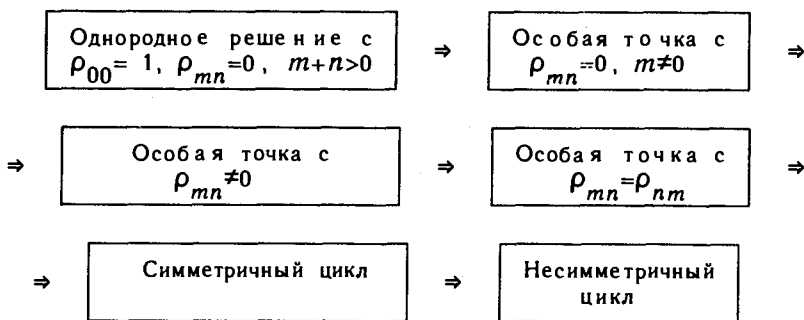 Однородное решение с
ρ00= 1, ρmn=0, m+n>0
⇒
Особая точка с
ρmn=0, m≠0
⇒
⇒
Особая точка с
ρmn≠0
⇒
Особая точка с
ρmn=ρnm
⇒
⇒
Симметричный цикл
⇒
Несимметричный
цикл